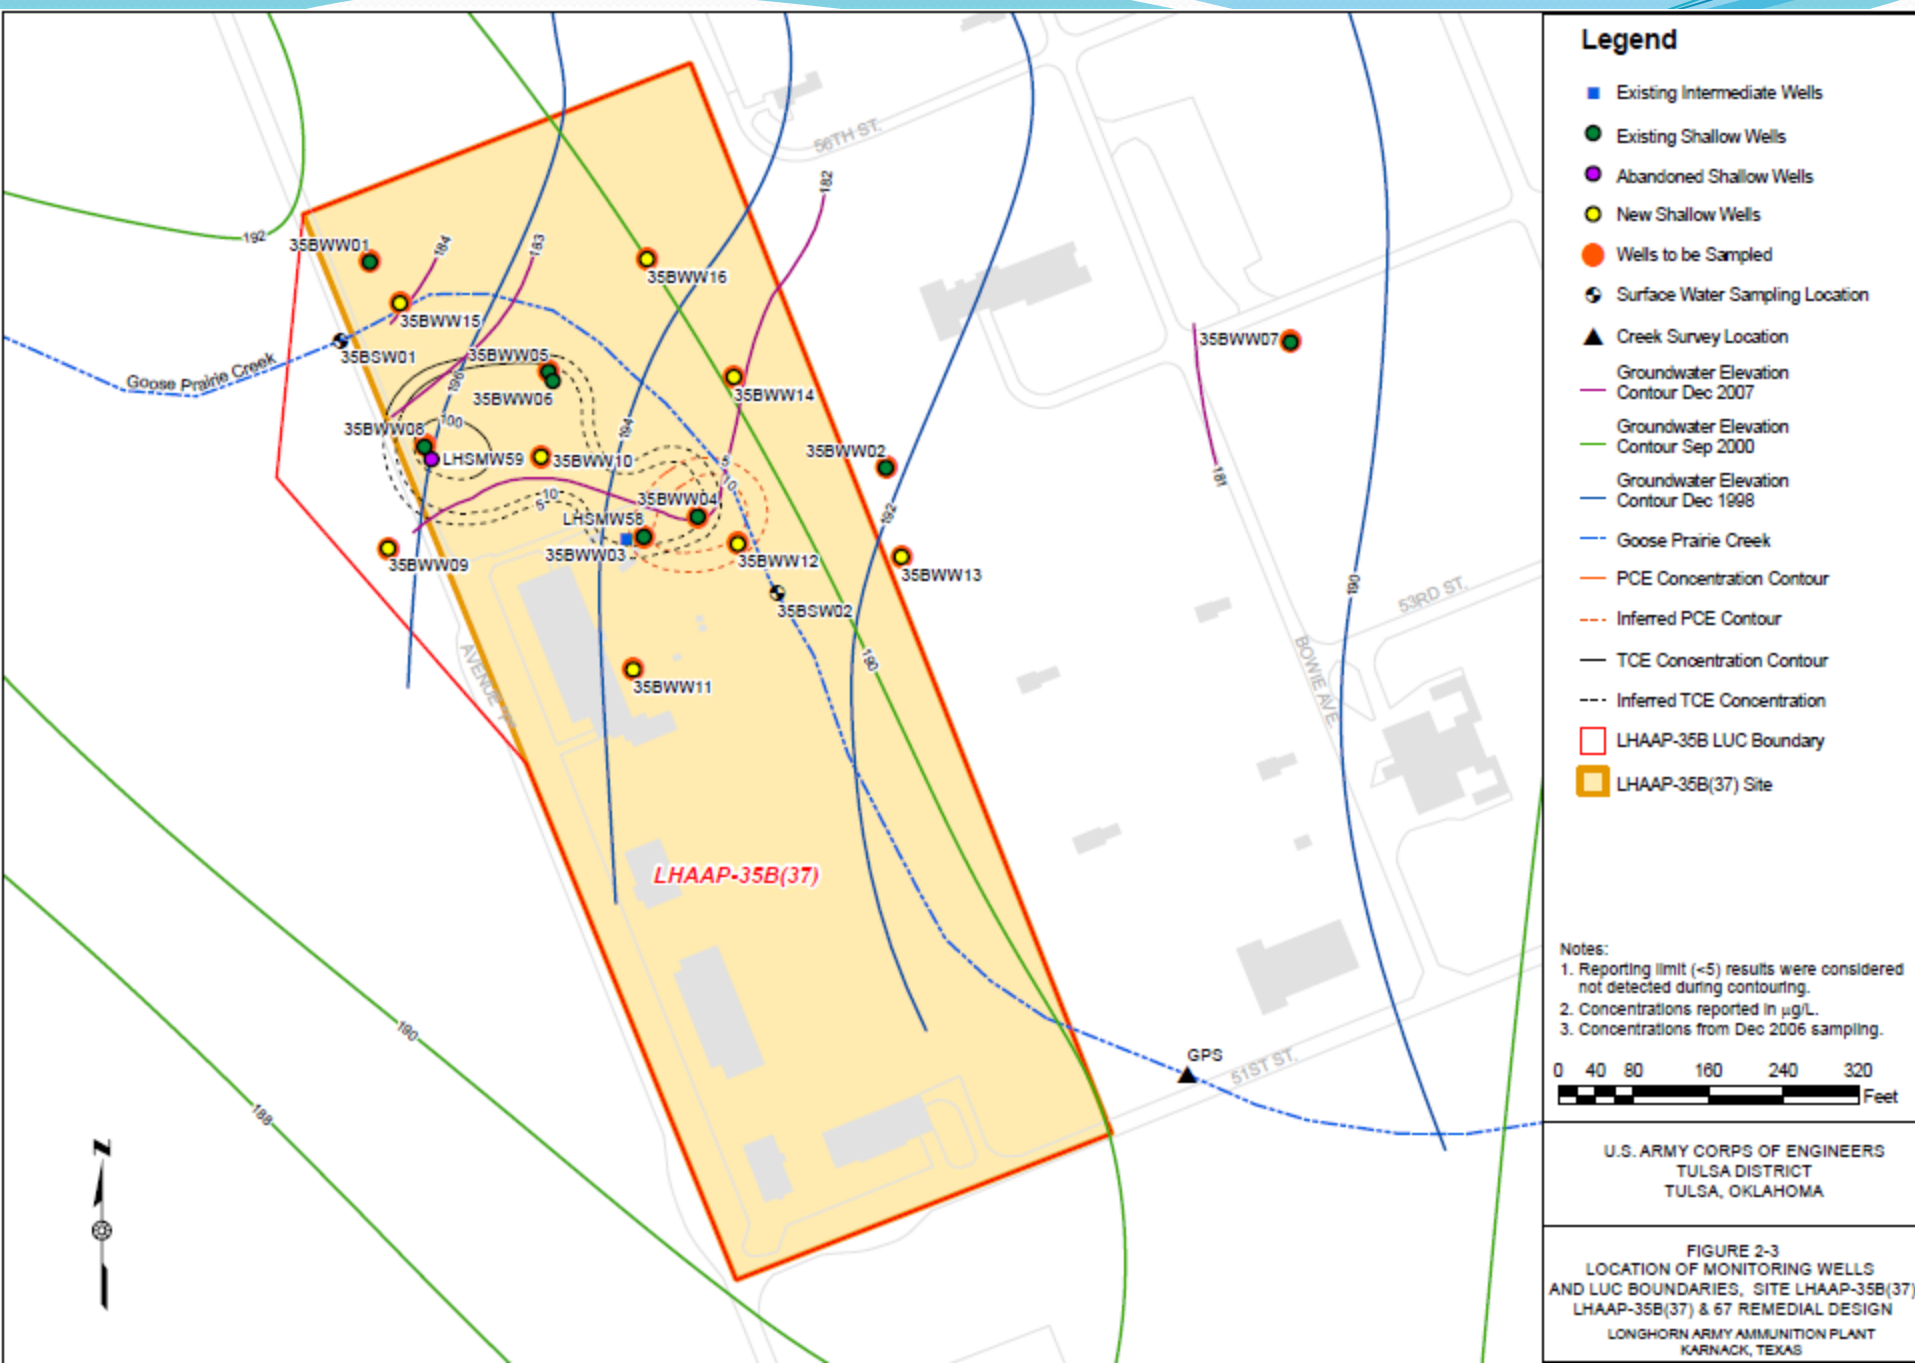 56TH ST.
182
192
35BWW01
184
183
35BWW16
35BWW15
35BSW01
35BWW07
Goose Prairie Creek
35BWW05
196
35BWW14
35BWW06
35BWW08
100
194
LHSMW59
35BWW10
35BWW02
5
10
181
10
5
35BWW04
LHSMW58
192
35BWW03
35BWW12
35BWW09
35BWW13
35BSW02
190
53RD ST.
190
AVENUE
BOWIE AVE.
35BWW11
LHAAP-35B(37)
190
188
GPS
51ST ST.
N
Legend
Existing Intermediate Wells
Existing Shallow Wells
Abandoned Shallow Wells
New Shallow Wells
Wells to be Sampled
Surface Water Sampling Location
Creek Survey Location
Groundwater Elevation
Contour Dec 2007
Groundwater Elevation
Contour Sep 2000
Groundwater Elevation
Contour Dec 1998
Goose Prairie Creek
PCE Concentration Contour
Inferred PCE Contour
TCE Concentration Contour
Inferred TCE Concentration
LHAAP-35B LUC Boundary
LHAAP-35B(37) Site
Notes:
1. Reporting limit (<5) results were considered
not detected during contouring.
2. Concentrations reported in µg/L.
3. Concentrations from Dec 2006 sampling.
0 40 80 160 240 320
Feet
U.S. ARMY CORPS OF ENGINEERS
TULSA DISTRICT
TULSA, OKLAHOMA
FIGURE 2-3
LOCATION OF MONITORING WELLS
AND LUC BOUNDARIES, SITE LHAAP-35B(37)
LHAAP-35B(37) & 67 REMEDIAL DESIGN
LONGHORN ARMY AMMUNITION PLANT
KARNACK, TEXAS